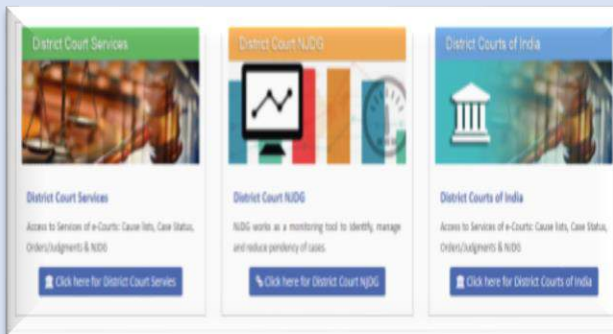 District Court Services
District Court NJDG
District Courts of India
District Court Services
Access to Services of e-Courts: Cause lists, Case Status,
Orders/Judgments & NJDG
Click here for District Court Servies
District Court NJDG
NJDG works as a monitoring tool to identify, manage
and reduce pendency of cases.
Click here for District Court NJDG
District Courts of India
Access to Services of e-Courts: Cause lists, Case Status,
Orders/Judgments & NJDG
Click here for District Courts of India